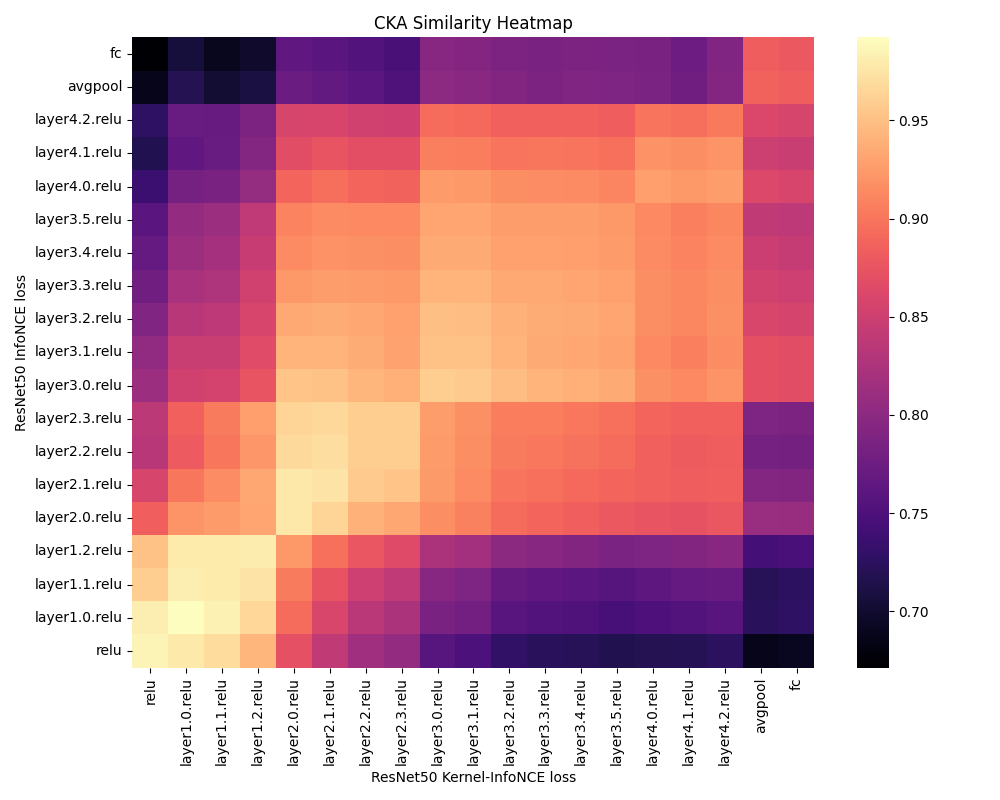 CKA Similarity Heatmap
ResNet50 InfoNCE loss
fc
avgpool
layer4.2.relu
layer4.1.relu
layer4.0.relu
layer3.5.relu
layer3.4.relu
layer3.3.relu
layer3.2.relu
layer3.1.relu
layer3.0.relu
layer2.3.relu
layer2.2.relu
layer2.1.relu
layer2.0.relu
layer1.2.relu
layer1.1.relu
layer1.0.relu
relu
relu
layer1.0.relu
layer1.1.relu
layer1.2.relu
layer2.0.relu
layer2.1.relu
layer2.2.relu
layer2.3.relu
layer3.0.relu
layer3.1.relu
layer3.2.relu
layer3.3.relu
layer3.4.relu
layer3.5.relu
layer4.0.relu
layer4.1.relu
layer4.2.relu
avgpool
fc
ResNet50 Kernel-InfoNCE loss
0.95
0.90
0.85
0.80
0.75
0.70